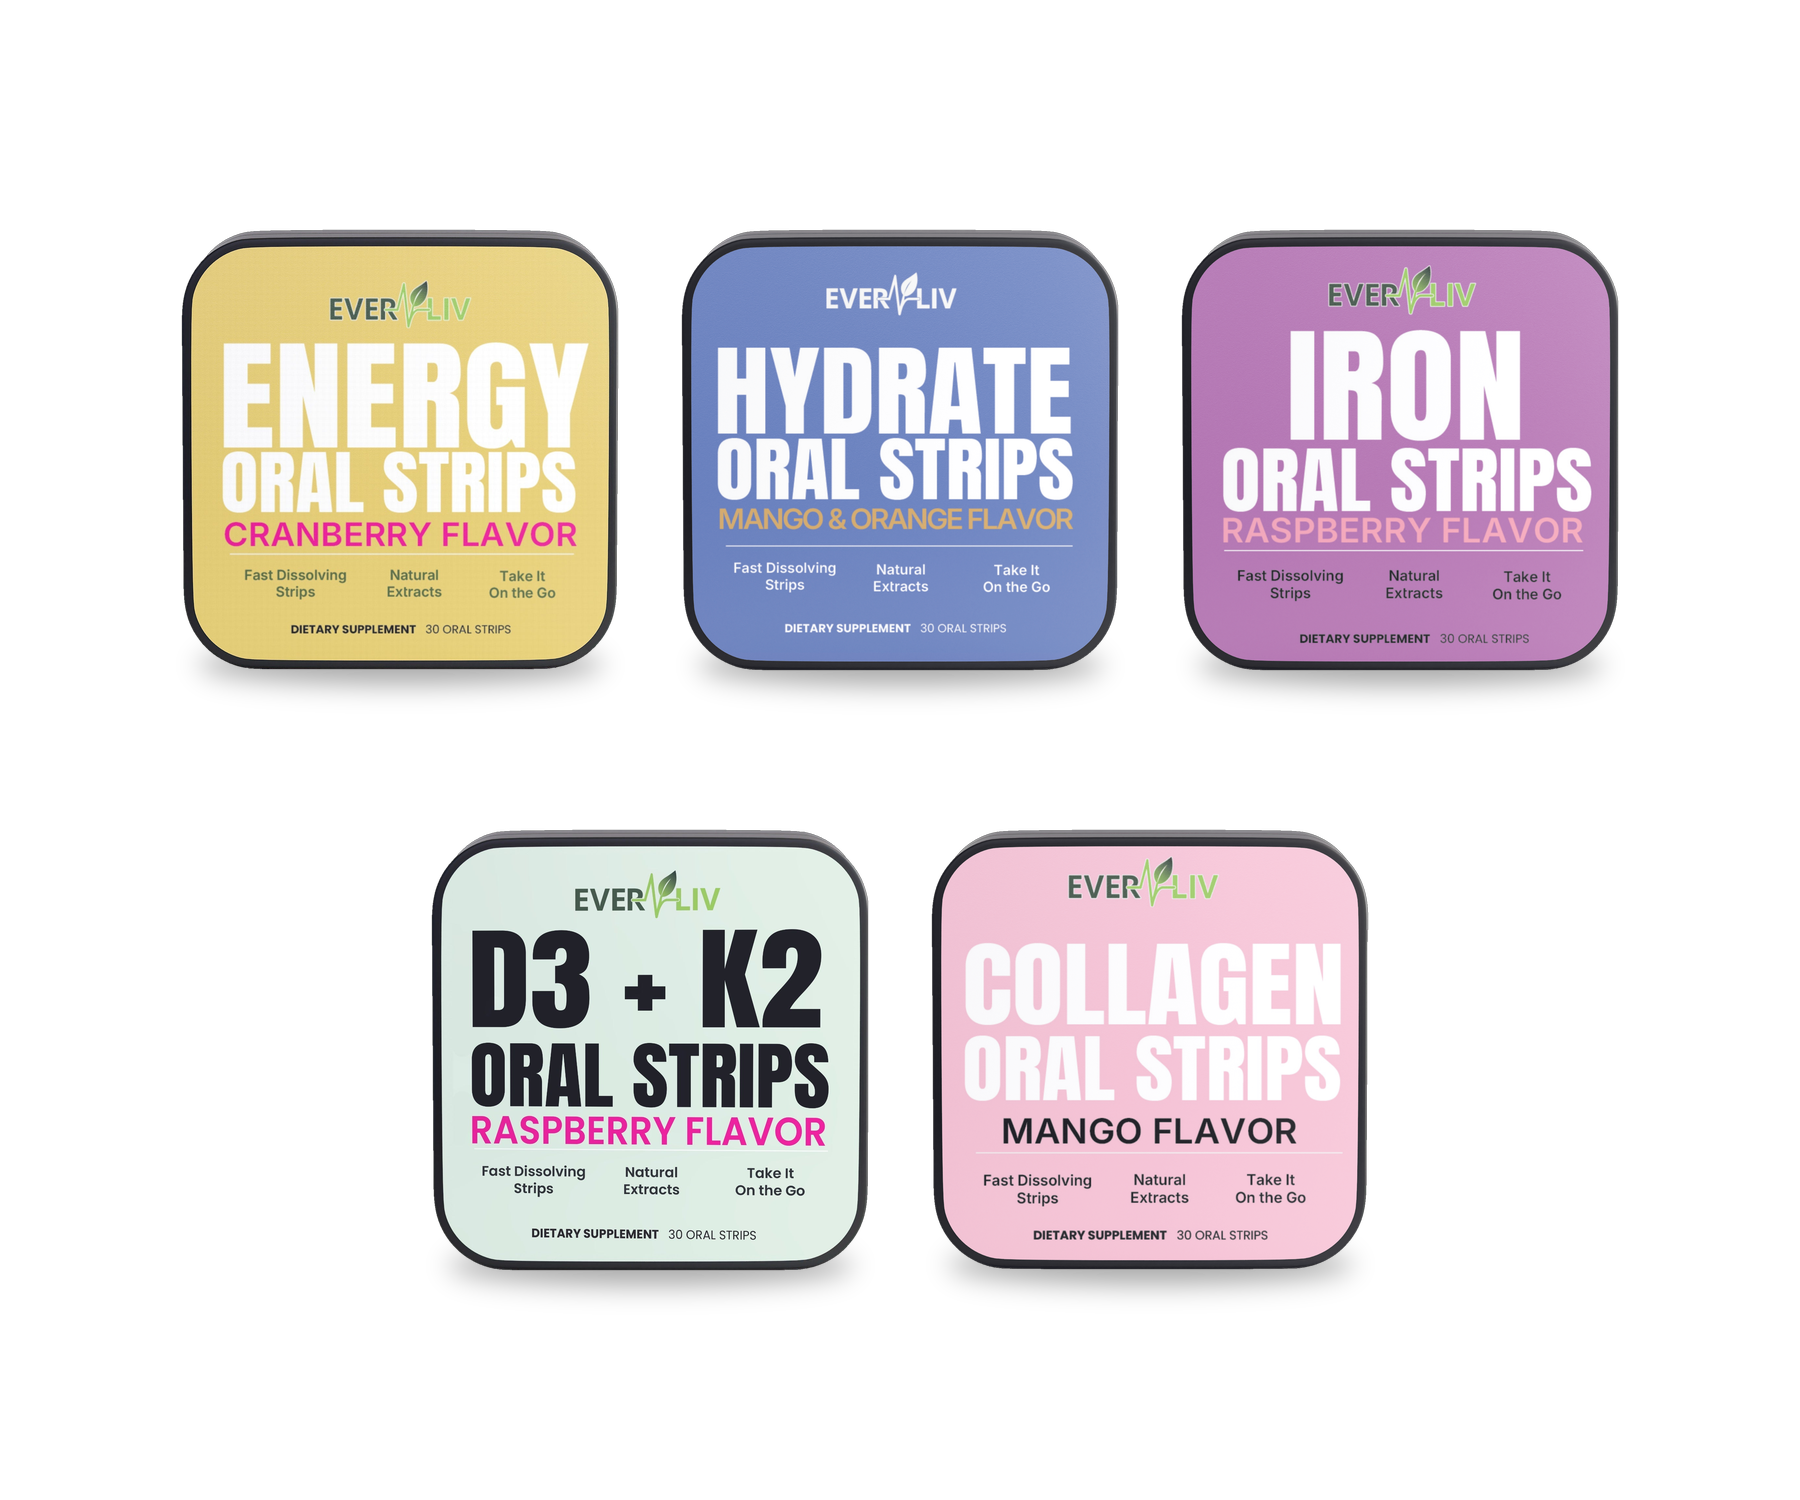 EVERLIV
ENERGY
ORAL STRIPS
CRANBERRY FLAVOR
Fast Dissolving Strips
Natural Extracts
Take It On the Go
DIETARY SUPPLEMENT 30 ORAL STRIPS
EVERLIV
HYDRATE
ORAL STRIPS
MANGO & ORANGE FLAVOR
Fast Dissolving Strips
Natural Extracts
Take It On the Go
DIETARY SUPPLEMENT 30 ORAL STRIPS
EVERLIV
IRON
ORAL STRIPS
RASPBERRY FLAVOR
Fast Dissolving Strips
Natural Extracts
Take It On the Go
DIETARY SUPPLEMENT 30 ORAL STRIPS
EVERLIV
D3 + K2
ORAL STRIPS
RASPBERRY FLAVOR
Fast Dissolving Strips
Natural Extracts
Take It On the Go
DIETARY SUPPLEMENT 30 ORAL STRIPS
EVERLIV
COLLAGEN
ORAL STRIPS
MANGO FLAVOR
Fast Dissolving Strips
Natural Extracts
Take It On the Go
DIETARY SUPPLEMENT 30 ORAL STRIPS